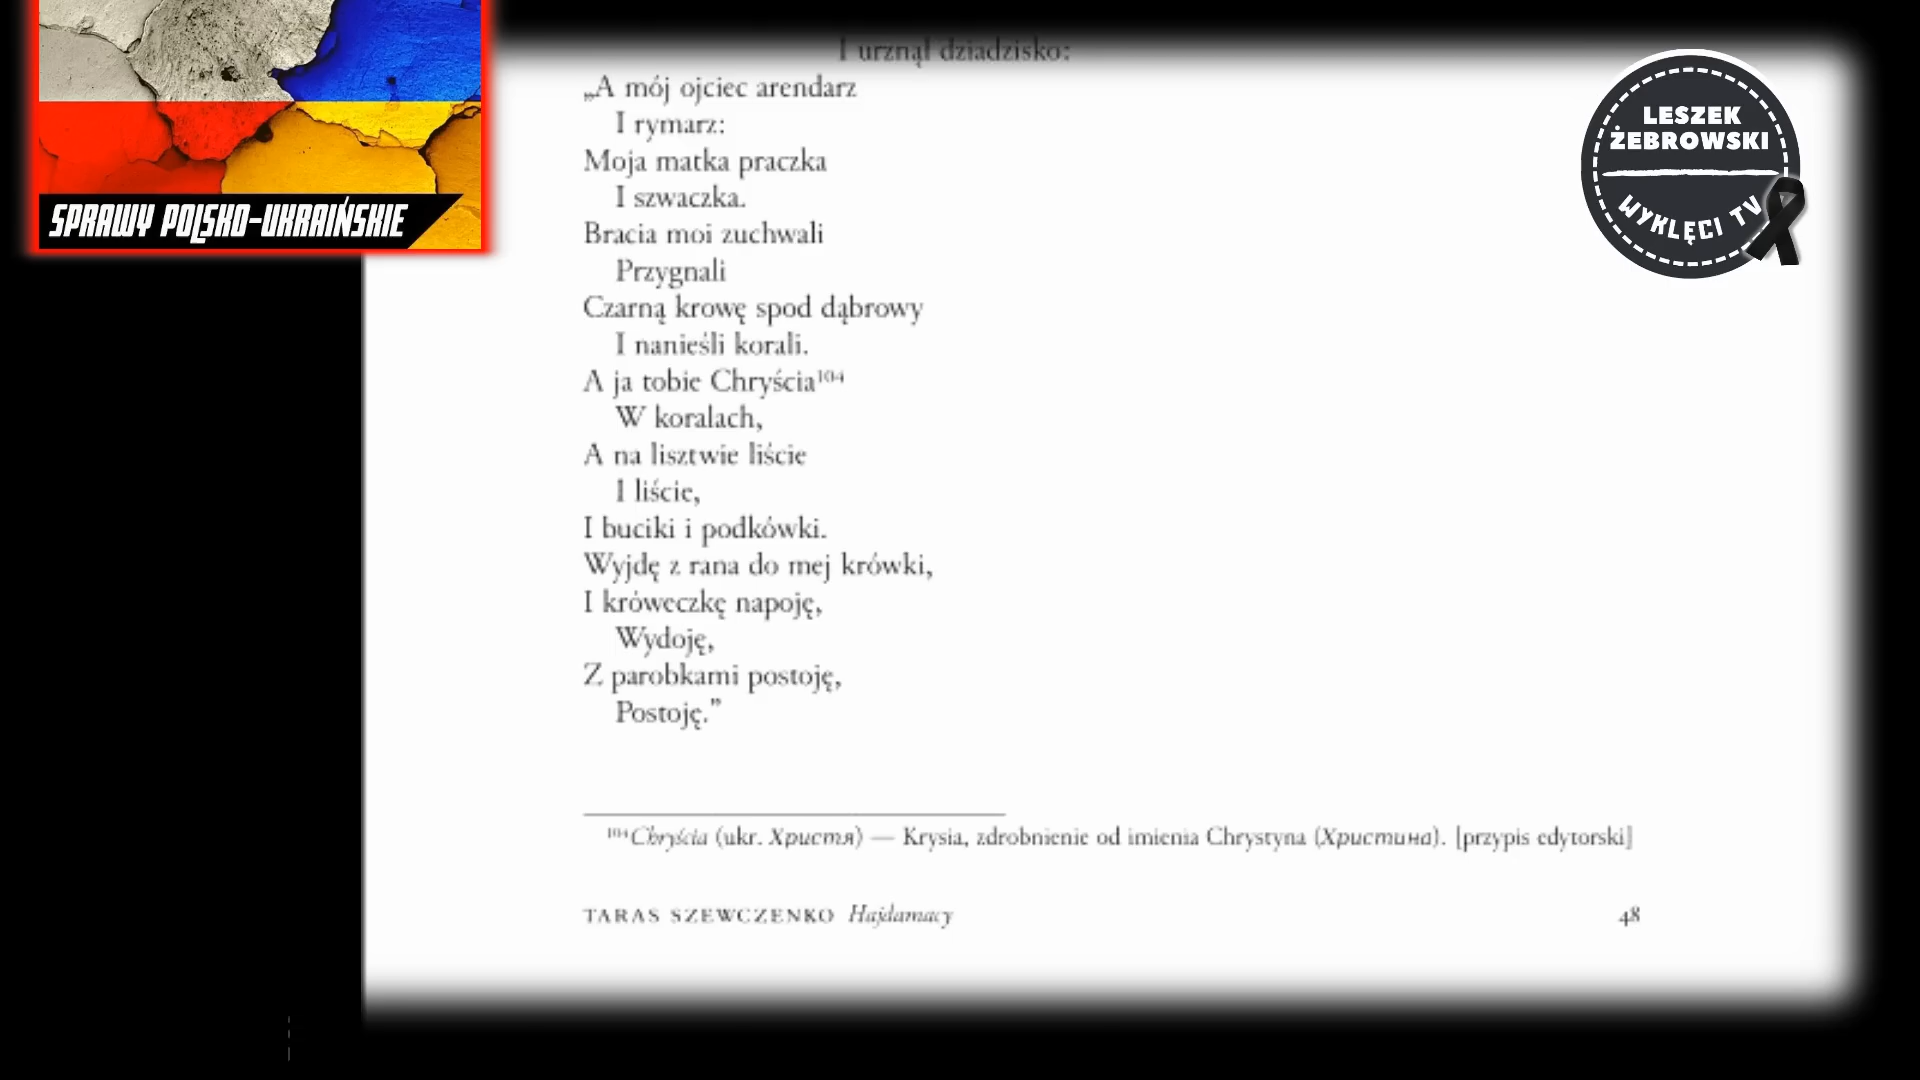 I urznął dziadzisko:
„A mój ojciec arendarz
I rymarz:
Moja matka praczka
I szwaczka.
Bracia moi zuchwali
Przygnali
Czarną krowę spod dąbrowy
I nanieśli korali.
A ja tobie Chryścia¹⁰⁴
W koralach,
A na lisztwie liście
I liście,
I buciki i podkówki.
Wyjdę z rana do mej krówki,
I króweczkę napoję,
Wydoję,
Z parobkami postoję,
Postoję.”
¹⁰⁴Chryścia (ukr. Христя) — Krysia, zdrobnienie od imienia Chrystyna (Христина). [przypis edytorski]
TARAS SZEWCZENKO Hajdamacy 48
SPRAWY POLSKO-UKRAIŃSKIE
LESZEK
ŻEBROWSKI
WYKLĘCI TV